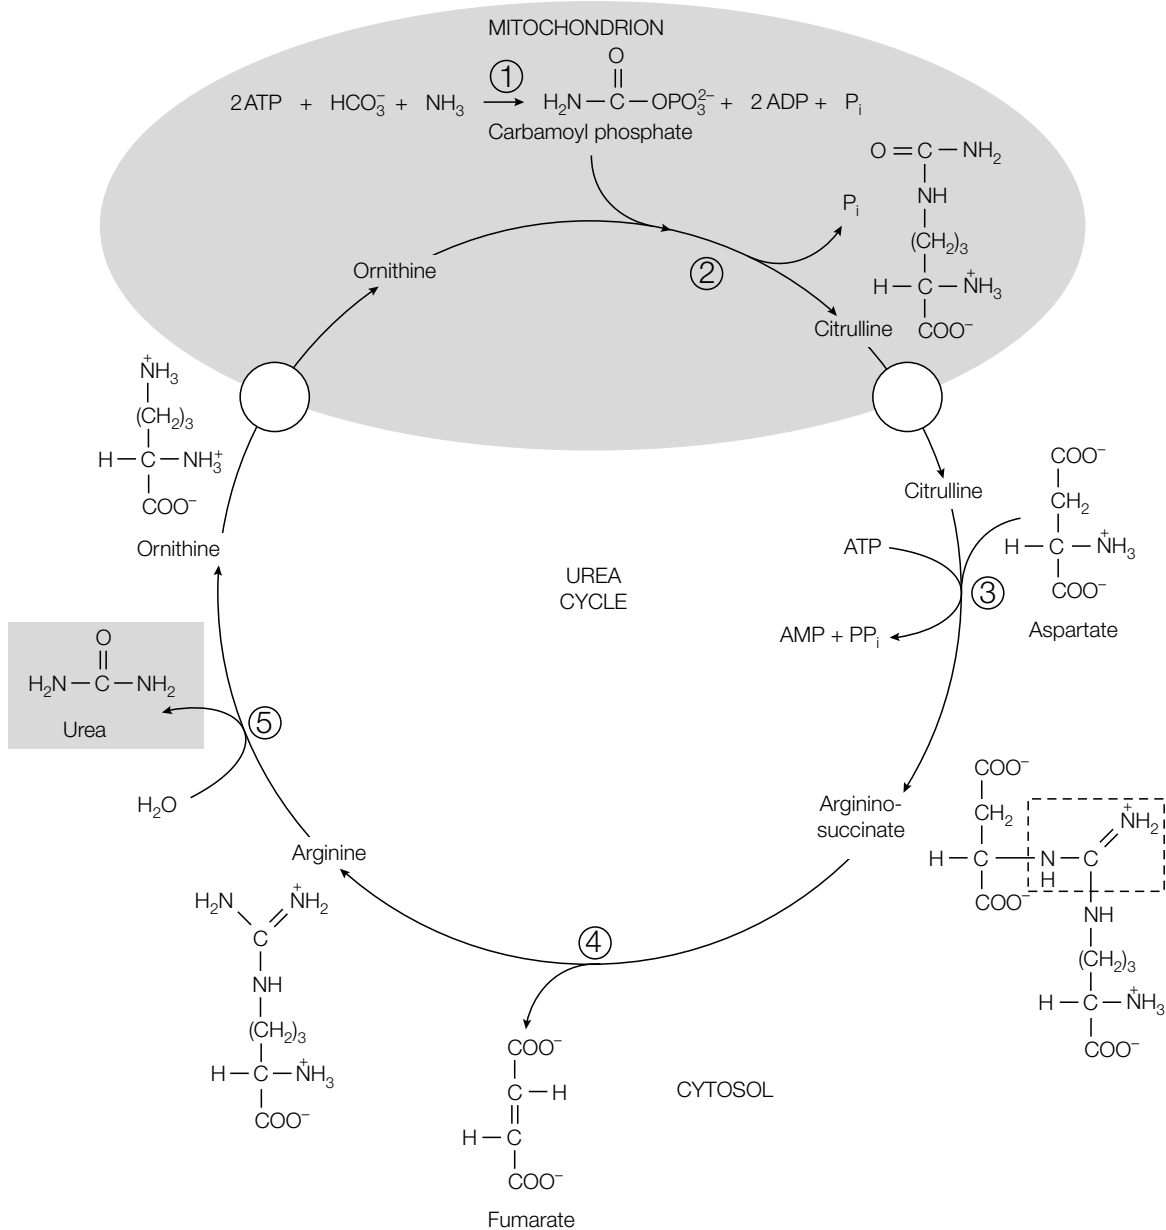 MITOCHONDRION
①
2ATP + HCO₃⁻ + NH₃ → H₂N — C — OPO₃²⁻ + 2 ADP + Pᵢ
O
Carbamoyl phosphate
O = C — NH₂
NH
(CH₂)₃
H — C — N⁺H₃
COO⁻
Pᵢ
②
Ornithine
Citrulline
N⁺H₃
(CH₂)₃
H — C — NH₃⁺
COO⁻
Ornithine
Citrulline
COO⁻
CH₂
H — C — N⁺H₃
COO⁻
Aspartate
ATP
③
AMP + PPᵢ
UREA
CYCLE
O
H₂N — C — NH₂
Urea
⑤
H₂O
Arginino-
succinate
COO⁻
CH₂
H — C — N — C = N⁺H₂
H
COO⁻
NH
(CH₂)₃
H — C — N⁺H₃
COO⁻
Arginine
H₂N
C = N⁺H₂
NH
(CH₂)₃
H — C — N⁺H₃
COO⁻
④
COO⁻
C — H
H — C
COO⁻
Fumarate
CYTOSOL